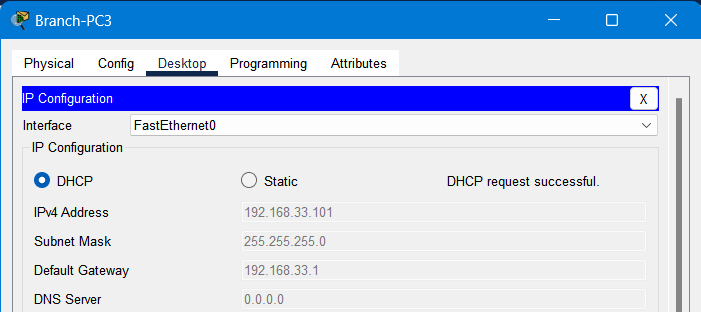 Branch-PC3
Physical Config Desktop Programming Attributes
IP Configuration X
Interface FastEthernet0
IP Configuration
DHCP Static DHCP request successful.
IPv4 Address 192.168.33.101
Subnet Mask 255.255.255.0
Default Gateway 192.168.33.1
DNS Server 0.0.0.0